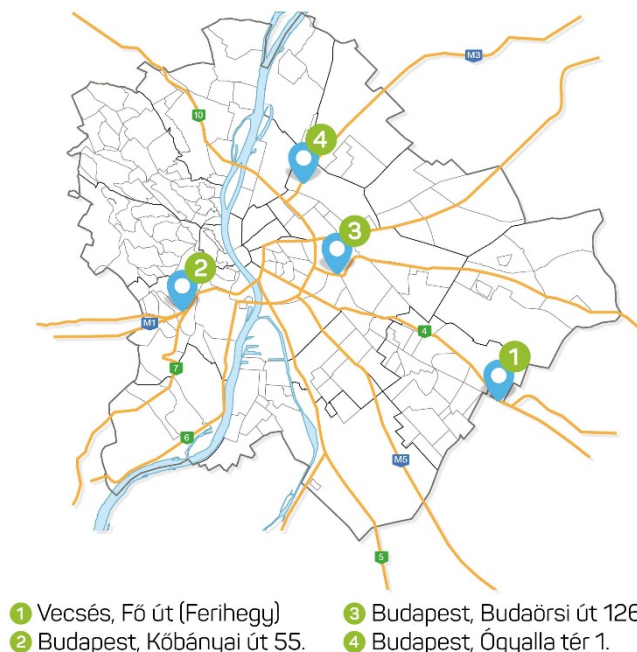 M3
10
4
3
2
M1
4
1
7
6
M5
5
1 Vecsés, Fő út (Ferihegy)
2 Budapest, Kőbányai út 55.
3 Budapest, Budaörsi út 126
4 Budapest, Ógyalla tér 1.